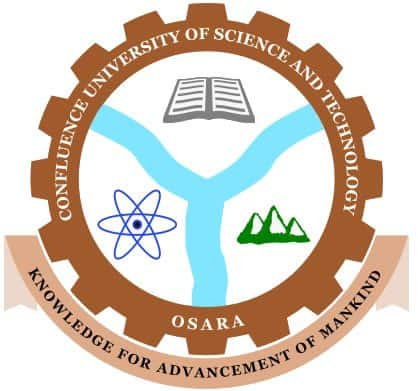 CONFLUENCE UNIVERSITY OF SCIENCE AND TECHNOLOGY
OSARA
KNOWLEDGE FOR ADVANCEMENT OF MANKIND